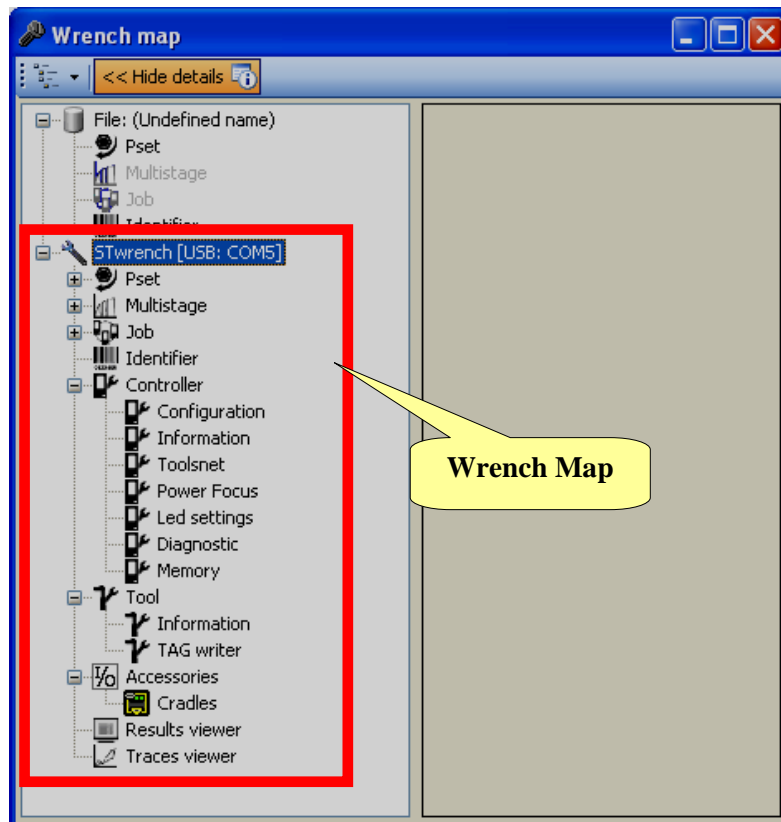 Wrench map
<< Hide details
File: (Undefined name)
Pset
Multistage
Job
Identifier
STwrench [USB: COM5]
Pset
Multistage
Job
Identifier
Controller
Configuration
Information
Toolsnet
Power Focus
Led settings
Diagnostic
Memory
Tool
Information
TAG writer
I/O Accessories
Cradles
Results viewer
Traces viewer
Wrench Map